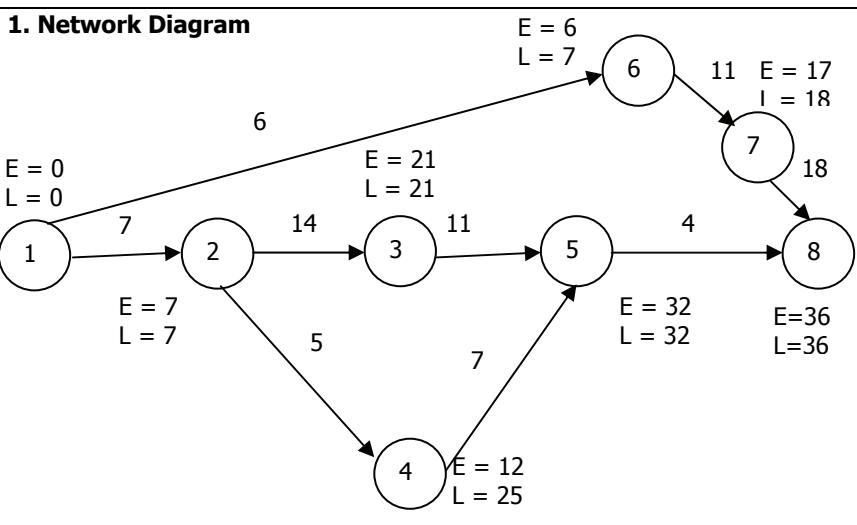 1. Network Diagram
E = 6
L = 7
6
11
E = 17
L = 18
6
7
18
E = 0
L = 0
E = 21
L = 21
1
7
2
14
3
11
5
4
8
E = 7
L = 7
5
7
E = 32
L = 32
E=36
L=36
4
E = 12
L = 25